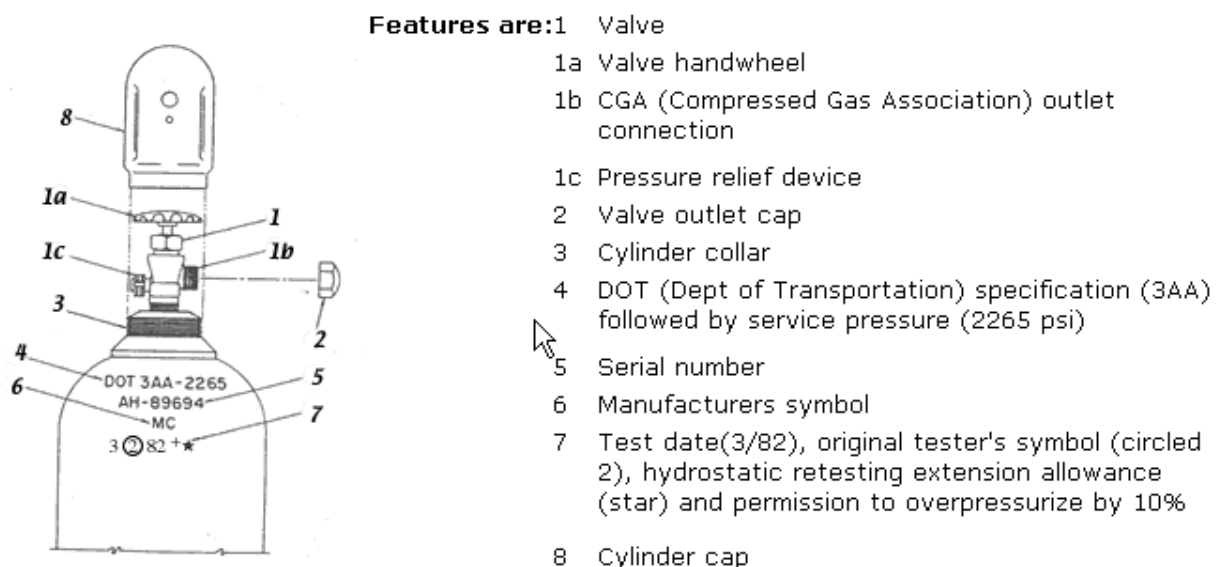 Features are:1 Valve
1a Valve handwheel
1b CGA (Compressed Gas Association) outlet
connection
1c Pressure relief device
2 Valve outlet cap
3 Cylinder collar
4 DOT (Dept of Transportation) specification (3AA)
followed by service pressure (2265 psi)
5 Serial number
6 Manufacturers symbol
7 Test date(3/82), original tester's symbol (circled
2), hydrostatic retesting extension allowance
(star) and permission to overpressurize by 10%
8 Cylinder cap
8
1a
1
1c
1b
3
2
4
DOT 3AA-2265
5
6
AH-89694
MC
7
3 2 82 +★